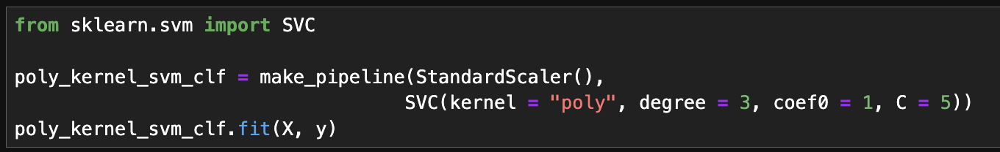 from sklearn.svm import SVC
poly_kernel_svm_clf = make_pipeline(StandardScaler(),
SVC(kernel = "poly", degree = 3, coef0 = 1, C = 5))
poly_kernel_svm_clf.fit(X, y)